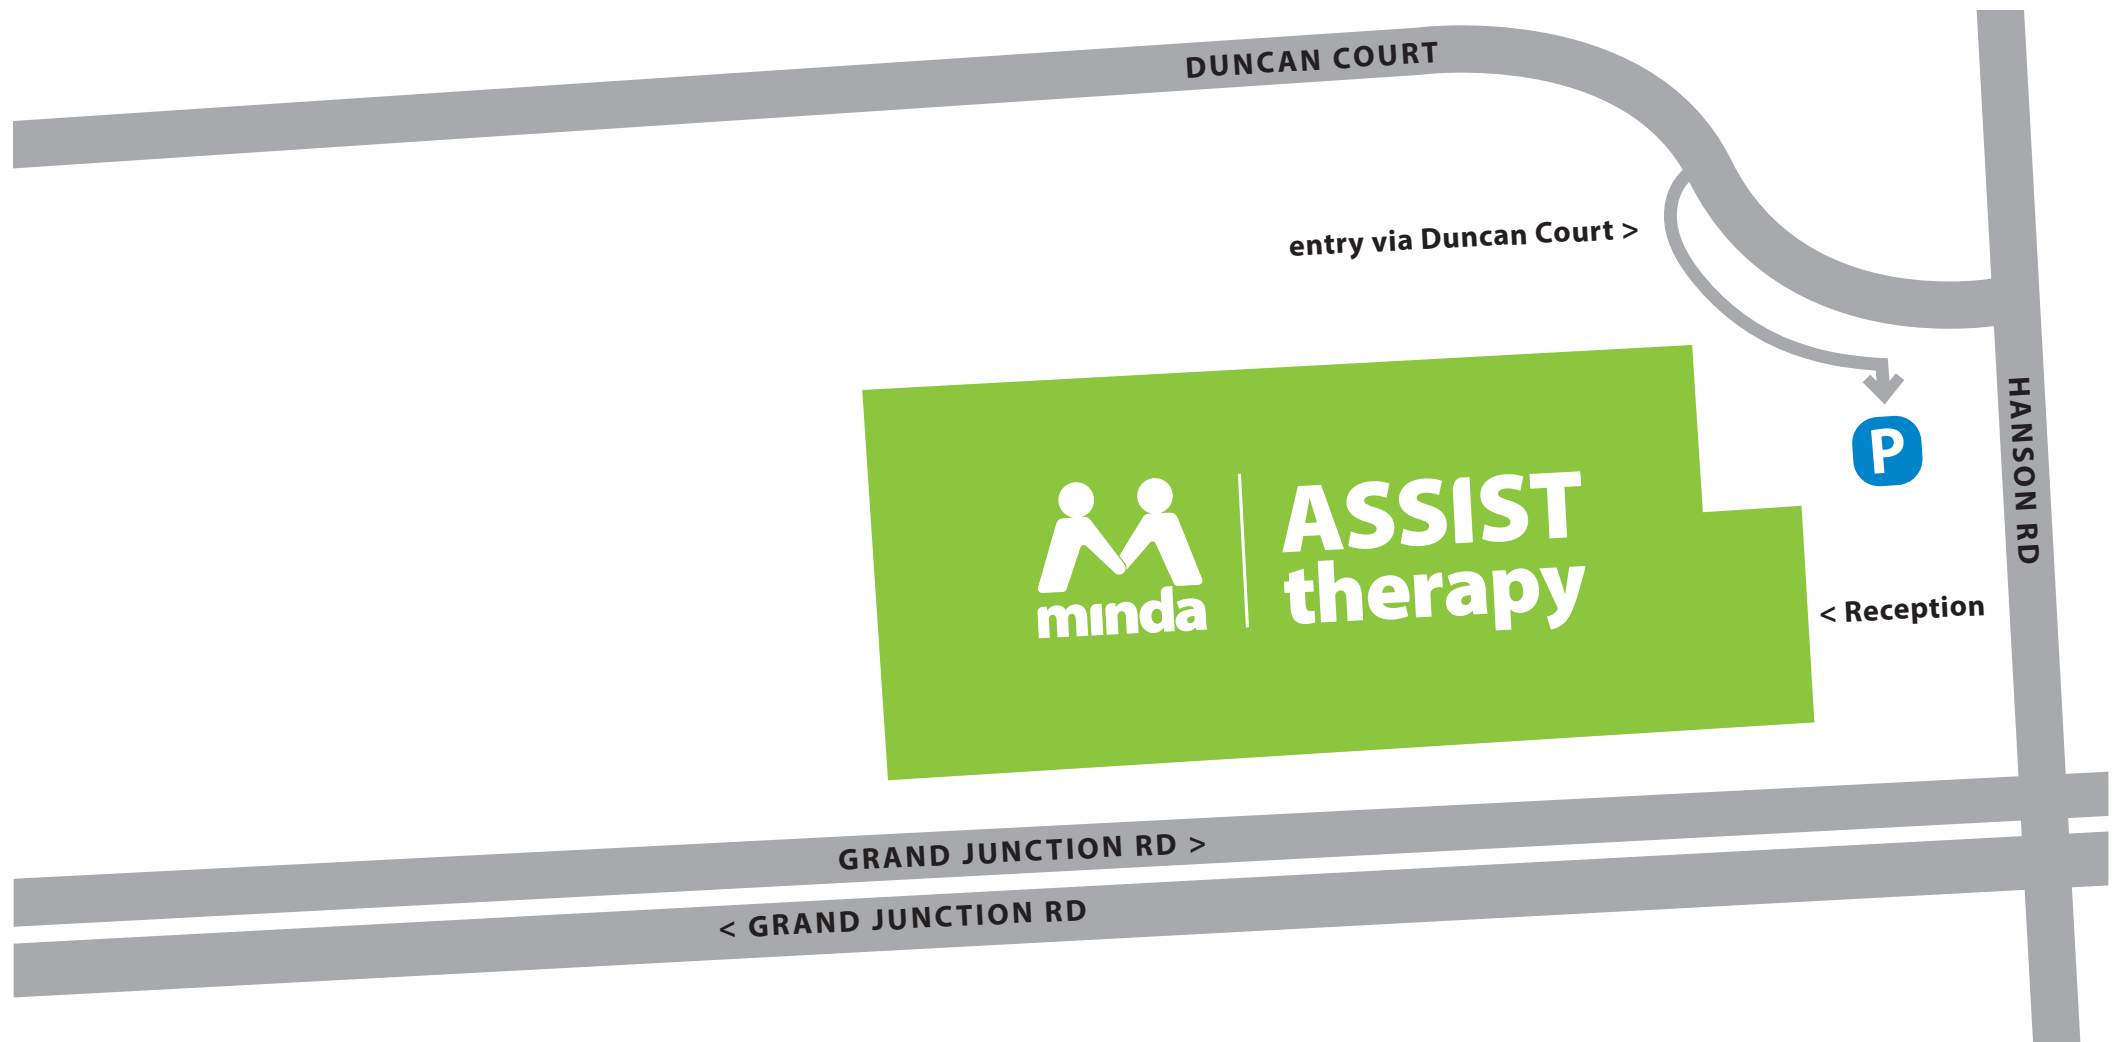 DUNCAN COURT
entry via Duncan Court >
HANSON RD
P
ASSIST
therapy
minda
< Reception
GRAND JUNCTION RD >
< GRAND JUNCTION RD